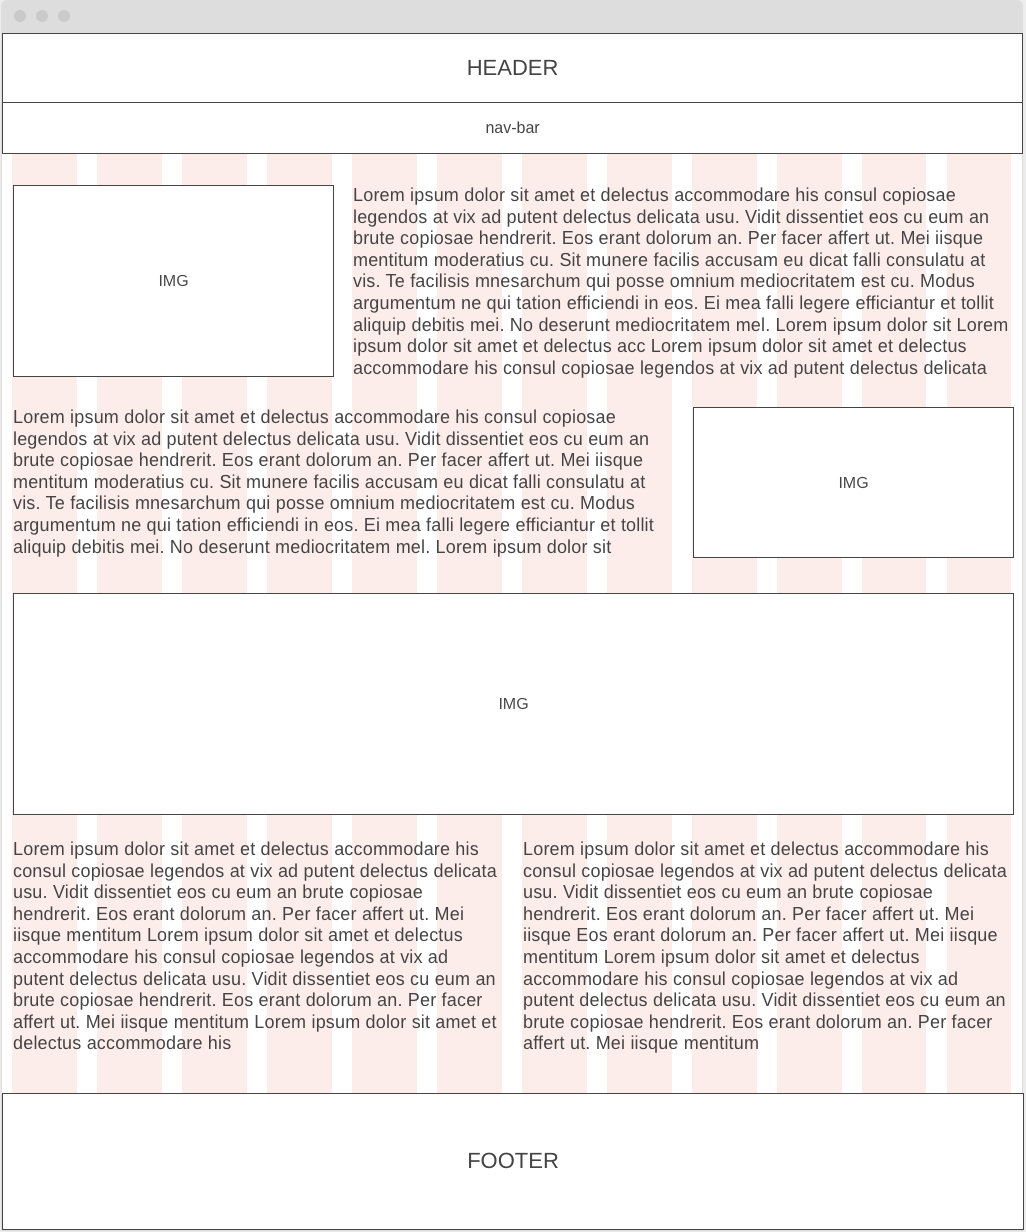 HEADER
nav-bar
IMG
Lorem ipsum dolor sit amet et delectus accommodare his consul copiosae
legendos at vix ad putent delectus delicata usu. Vidit dissentiet eos cu eum an
brute copiosae hendrerit. Eos erant dolorum an. Per facer affert ut. Mei iisque
mentitum moderatius cu. Sit munere facilis accusam eu dicat falli consulatu at
vis. Te facilisis mnesarchum qui posse omnium mediocritatem est cu. Modus
argumentum ne qui tation efficiendi in eos. Ei mea falli legere efficiantur et tollit
aliquip debitis mei. No deserunt mediocritatem mel. Lorem ipsum dolor sit Lorem
ipsum dolor sit amet et delectus acc Lorem ipsum dolor sit amet et delectus
accommodare his consul copiosae legendos at vix ad putent delectus delicata
Lorem ipsum dolor sit amet et delectus accommodare his consul copiosae
legendos at vix ad putent delectus delicata usu. Vidit dissentiet eos cu eum an
brute copiosae hendrerit. Eos erant dolorum an. Per facer affert ut. Mei iisque
mentitum moderatius cu. Sit munere facilis accusam eu dicat falli consulatu at
vis. Te facilisis mnesarchum qui posse omnium mediocritatem est cu. Modus
argumentum ne qui tation efficiendi in eos. Ei mea falli legere efficiantur et tollit
aliquip debitis mei. No deserunt mediocritatem mel. Lorem ipsum dolor sit
IMG
IMG
Lorem ipsum dolor sit amet et delectus accommodare his
consul copiosae legendos at vix ad putent delectus delicata
usu. Vidit dissentiet eos cu eum an brute copiosae
hendrerit. Eos erant dolorum an. Per facer affert ut. Mei
iisque mentitum Lorem ipsum dolor sit amet et delectus
accommodare his consul copiosae legendos at vix ad
putent delectus delicata usu. Vidit dissentiet eos cu eum an
brute copiosae hendrerit. Eos erant dolorum an. Per facer
affert ut. Mei iisque mentitum Lorem ipsum dolor sit amet et
delectus accommodare his
Lorem ipsum dolor sit amet et delectus accommodare his
consul copiosae legendos at vix ad putent delectus delicata
usu. Vidit dissentiet eos cu eum an brute copiosae
hendrerit. Eos erant dolorum an. Per facer affert ut. Mei
iisque Eos erant dolorum an. Per facer affert ut. Mei iisque
mentitum Lorem ipsum dolor sit amet et delectus
accommodare his consul copiosae legendos at vix ad
putent delectus delicata usu. Vidit dissentiet eos cu eum an
brute copiosae hendrerit. Eos erant dolorum an. Per facer
affert ut. Mei iisque mentitum
FOOTER